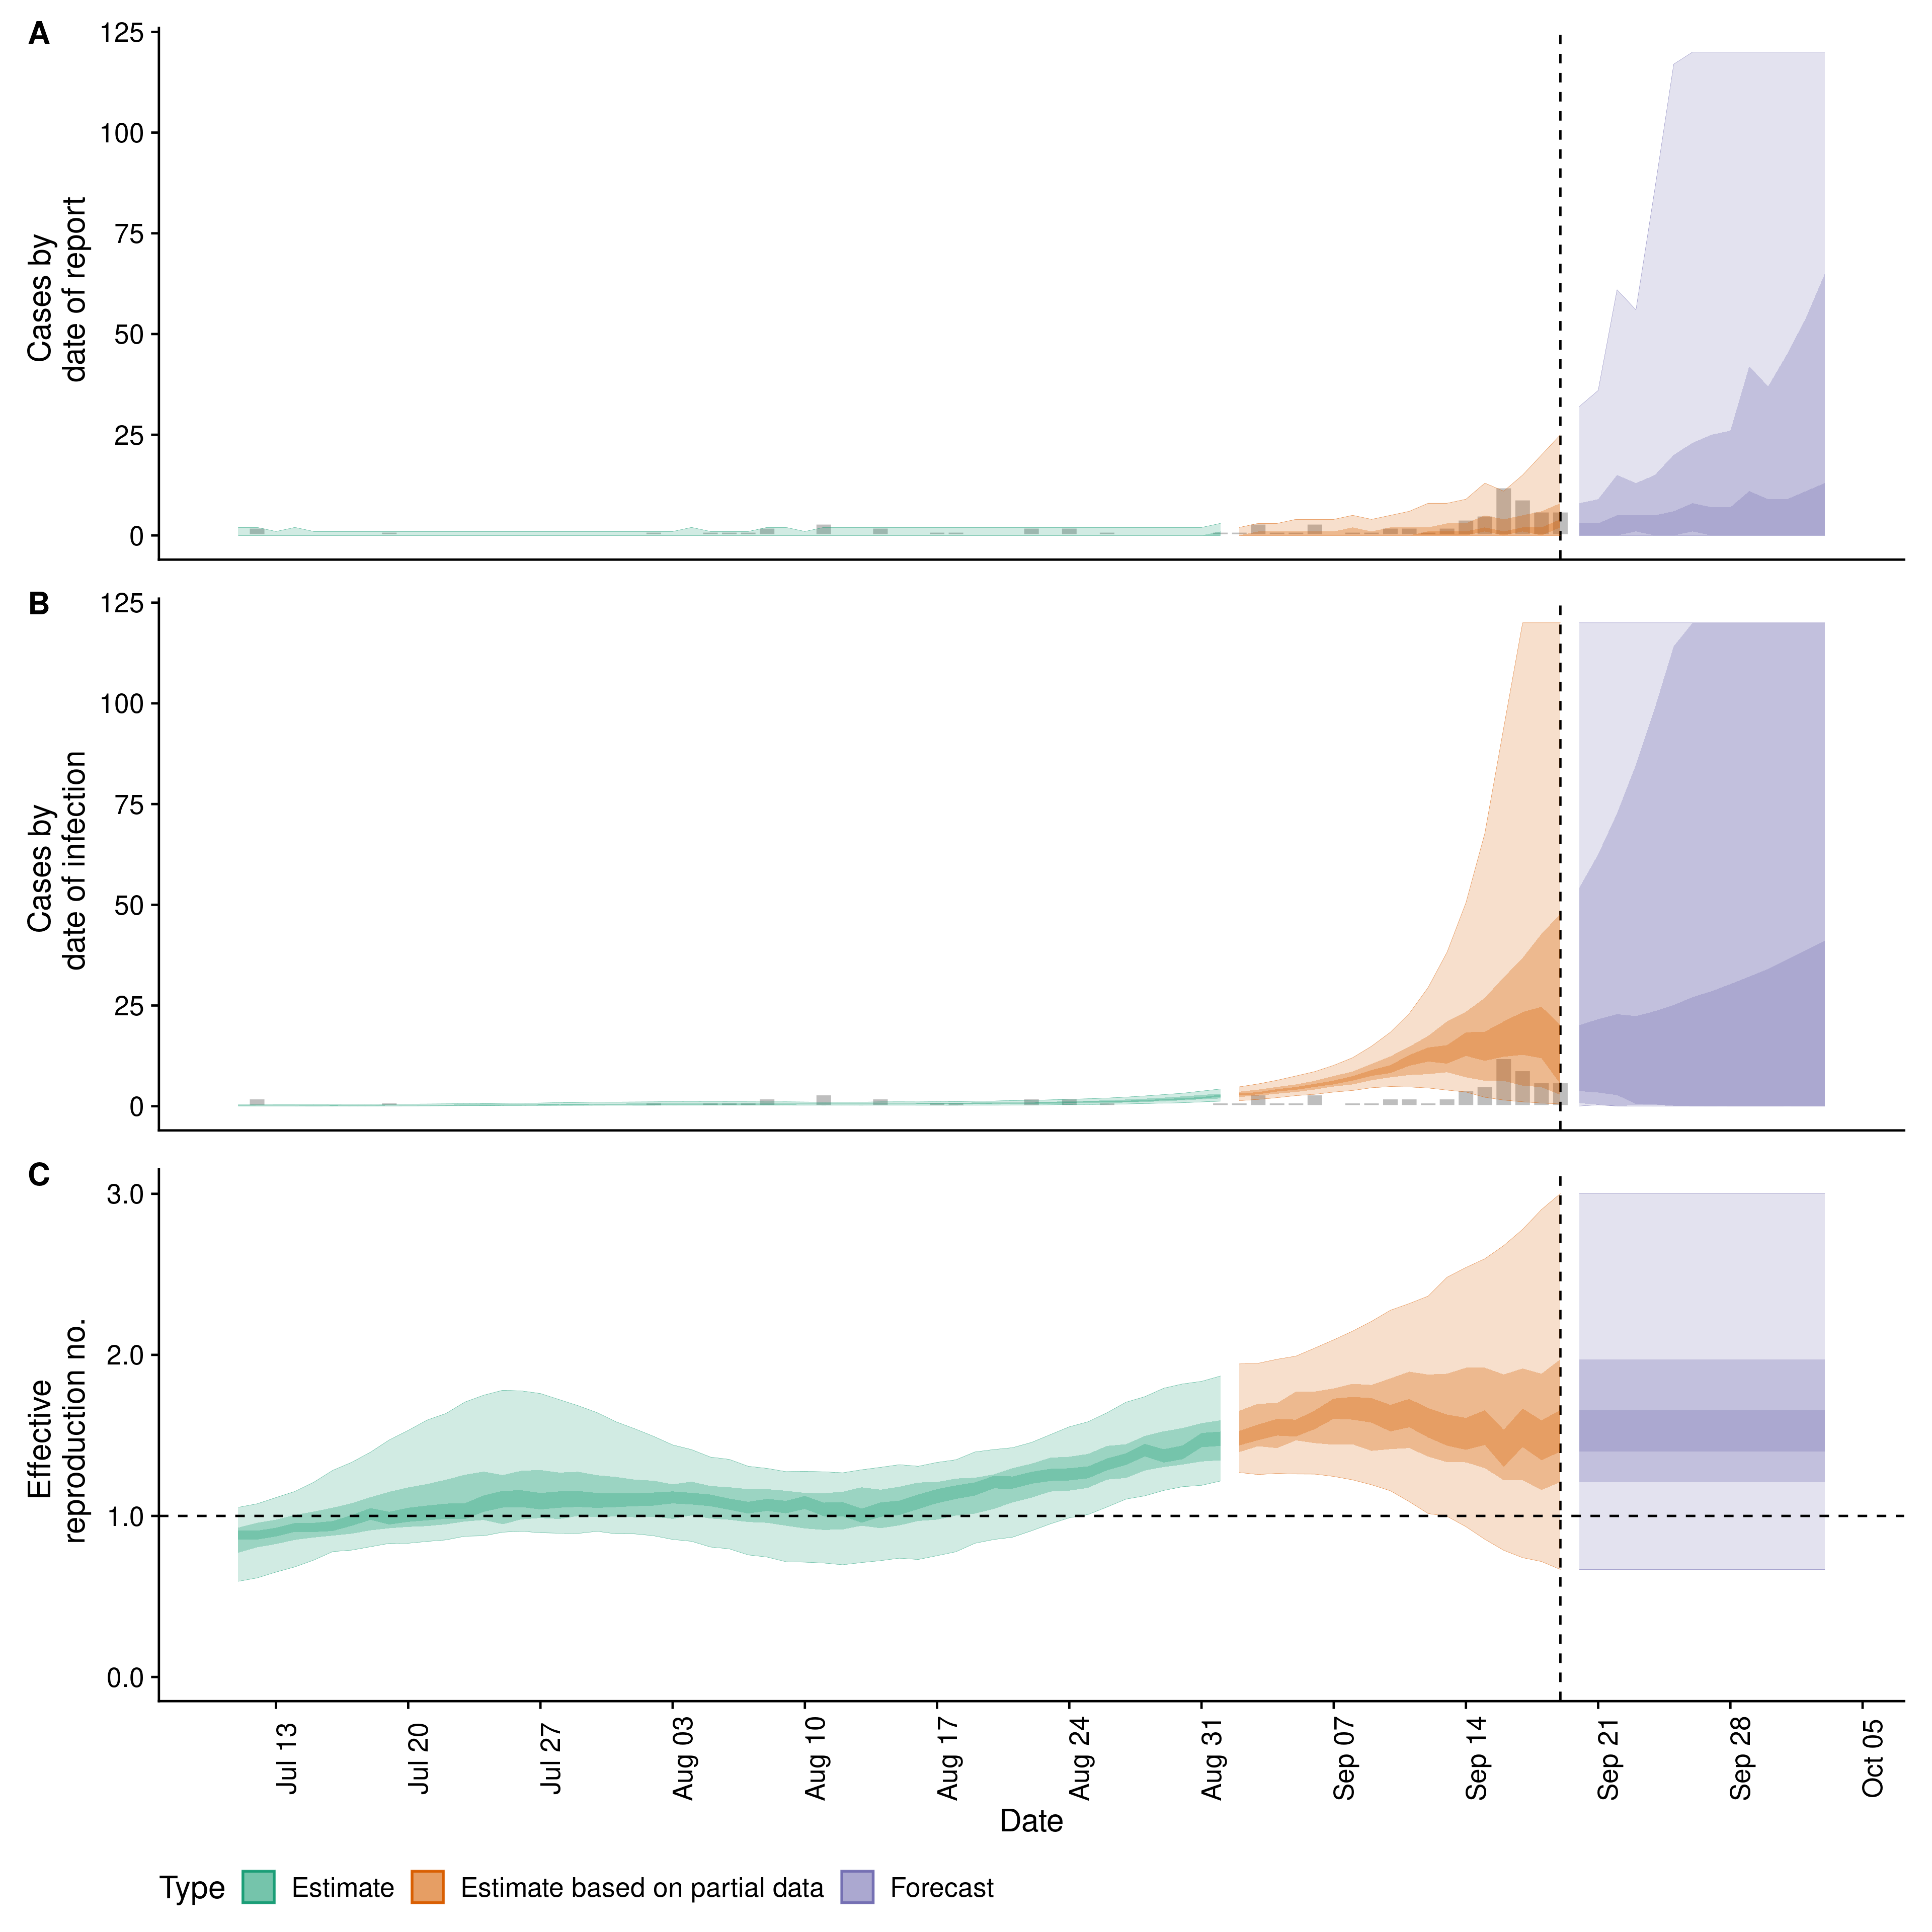 A
125
100
75
50
25
0
Cases by
date of report
B
125
100
75
50
25
0
Cases by
date of infection
C
3.0
2.0
1.0
0.0
Effective
reproduction no.
Jul 13
Jul 20
Jul 27
Aug 03
Aug 10
Aug 17
Aug 24
Aug 31
Sep 07
Sep 14
Sep 21
Sep 28
Oct 05
Date
Type Estimate Estimate based on partial data Forecast